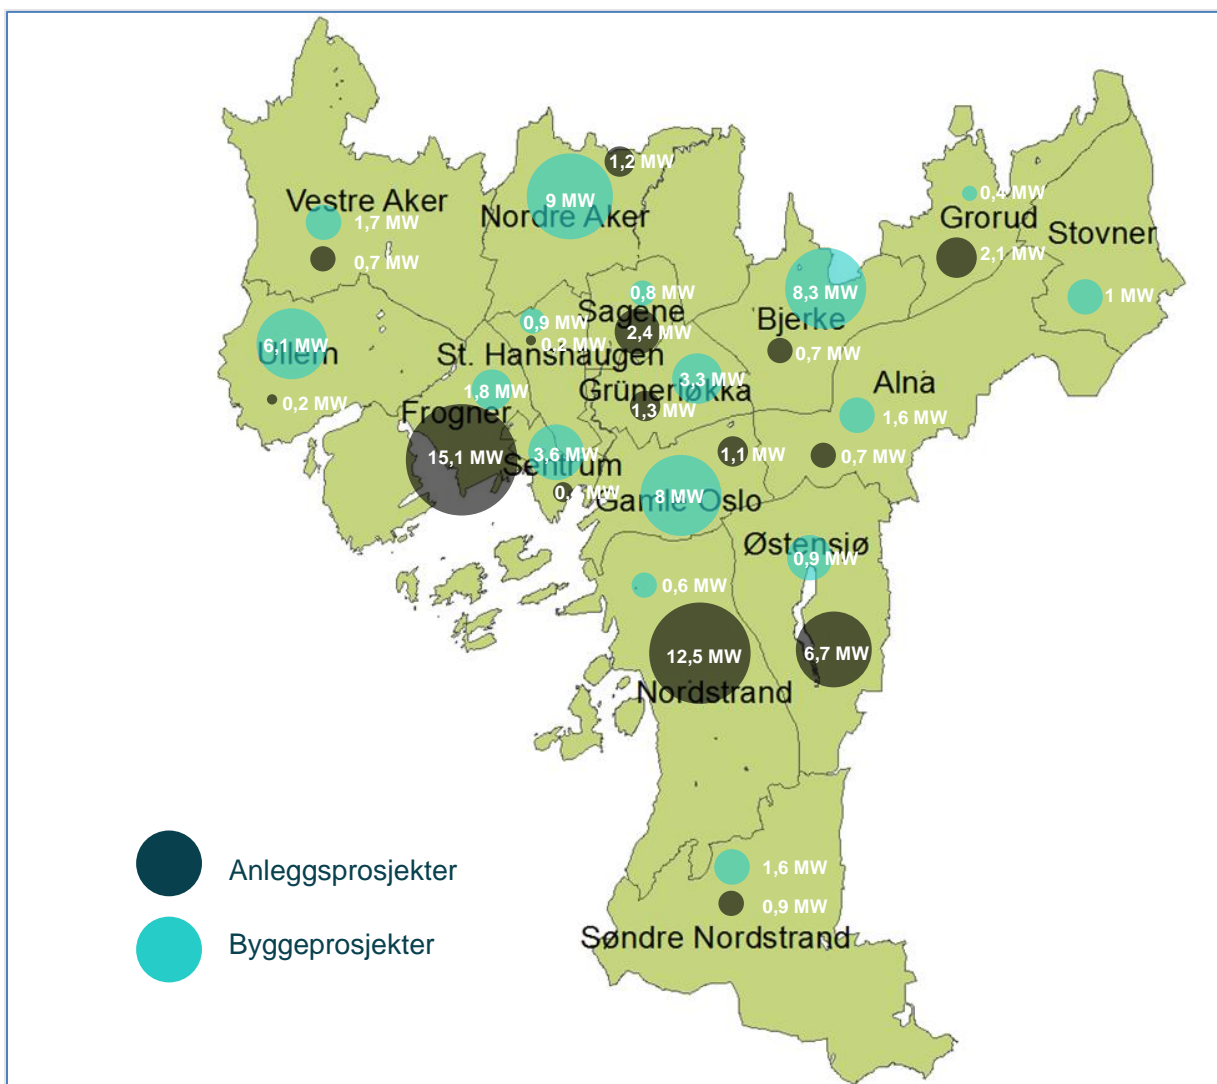 1,2 MW
Vestre Aker
9 MW
Nordre Aker
1,7 MW
0,7 MW
0,4 MW
Grorud
Stovner
2,1 MW
1 MW
8,3 MW
Bjerke
0,7 MW
0,8 MW
Sagene
2,4 MW
0,9 MW
0,2 MW
St. Hanshaugen
6,1 MW
Ullern
0,2 MW
1,8 MW
Frogner
15,1 MW
3,3 MW
Grünerløkka
1,3 MW
Alna
1,6 MW
0,7 MW
1,1 MW
3,6 MW
Sentrum
8 MW
Gamle Oslo
Østensjø
0,9 MW
0,6 MW
12,5 MW
6,7 MW
Nordstrand
1,6 MW
0,9 MW
Søndre Nordstrand
Anleggsprosjekter
Byggeprosjekter